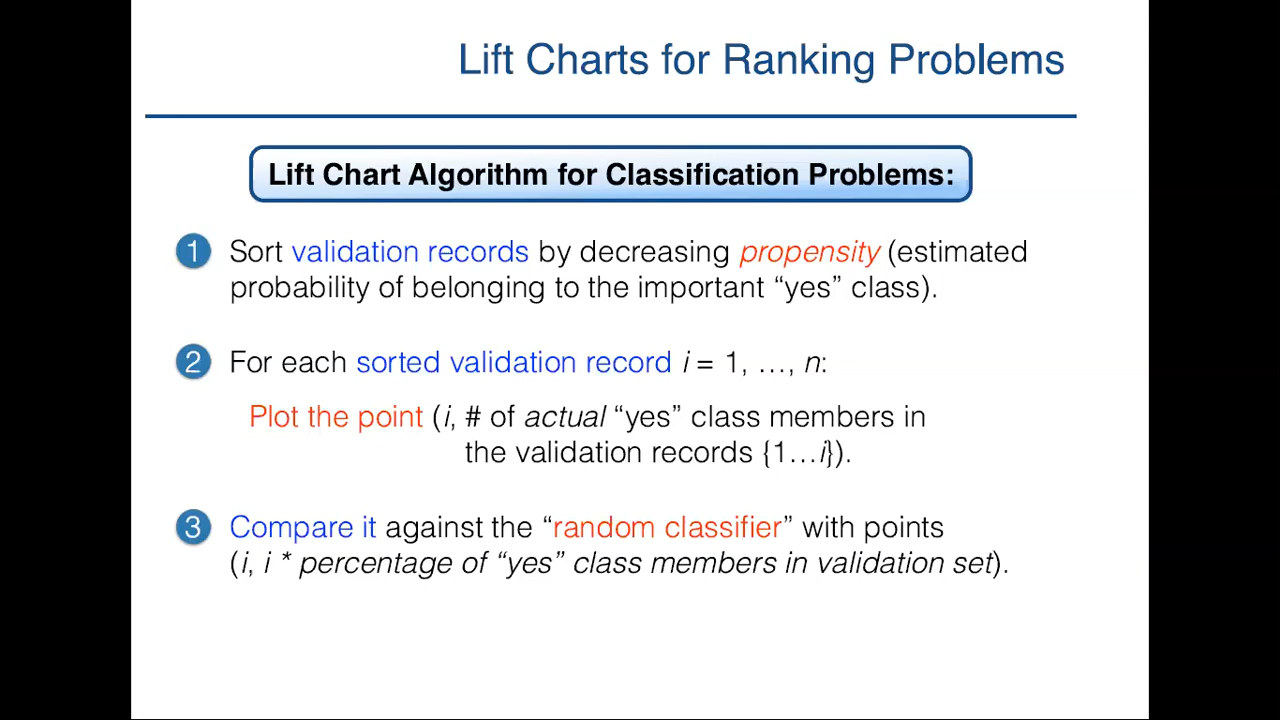 Lift Charts for Ranking Problems
Lift Chart Algorithm for Classification Problems:
1 Sort validation records by decreasing propensity (estimated
probability of belonging to the important “yes” class).
2 For each sorted validation record i = 1, …, n:
Plot the point (i, # of actual “yes” class members in
the validation records {1…i}).
3 Compare it against the “random classifier” with points
(i, i * percentage of “yes” class members in validation set).